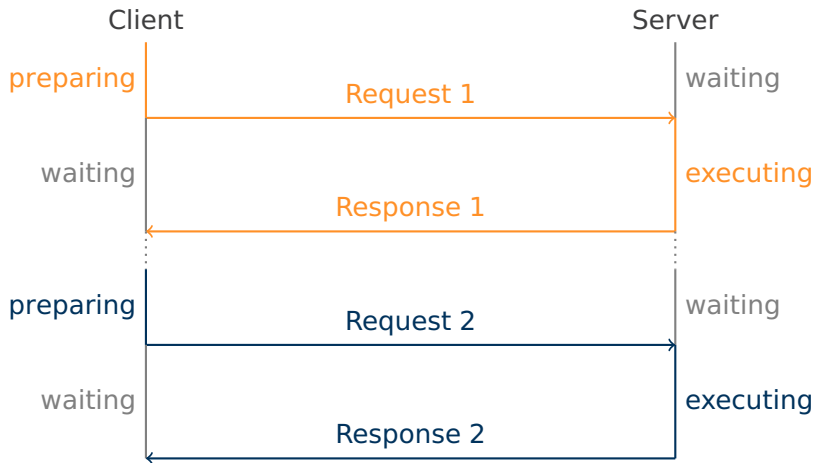 Client
Server
preparing
Request 1
waiting
waiting
executing
Response 1
preparing
Request 2
waiting
waiting
executing
Response 2